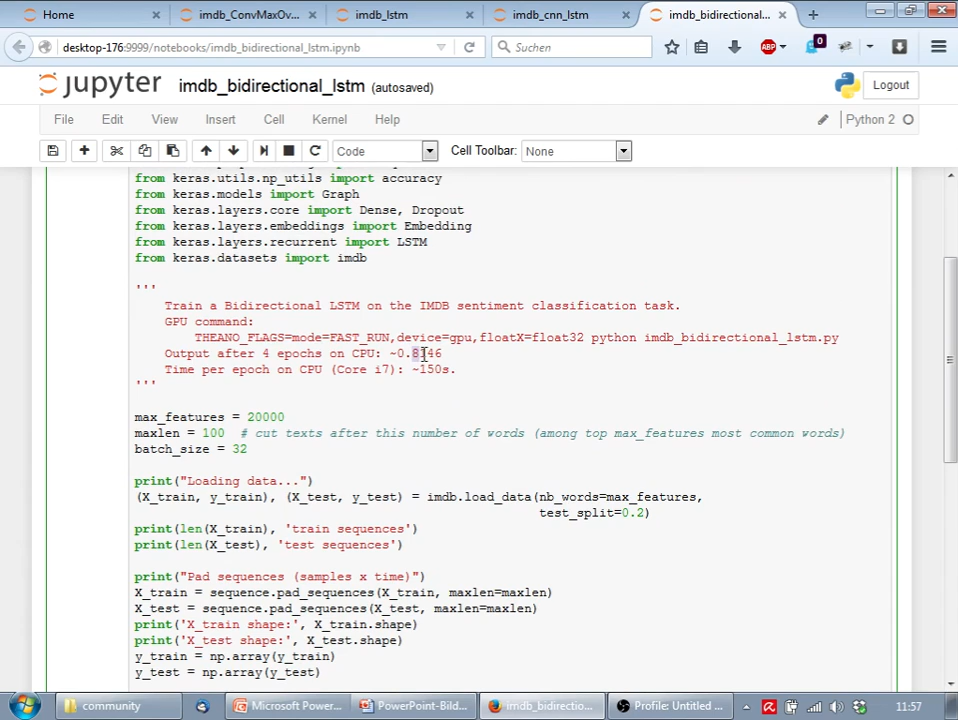 Home
imdb_ConvMaxOv...
imdb_lstm
imdb_cnn_lstm
imdb_bidirectional...
desktop-176:9999/notebooks/imdb_bidirectional_lstm.ipynb
Suchen
ABP
0
jupyter imdb_bidirectional_lstm (autosaved)
Logout
File Edit View Insert Cell Kernel Help
Python 2
Code
Cell Toolbar: None
from keras.utils.np_utils import accuracy
from keras.models import Graph
from keras.layers.core import Dense, Dropout
from keras.layers.embeddings import Embedding
from keras.layers.recurrent import LSTM
from keras.datasets import imdb
'''
Train a Bidirectional LSTM on the IMDB sentiment classification task.
GPU command:
THEANO_FLAGS=mode=FAST_RUN,device=gpu,floatX=float32 python imdb_bidirectional_lstm.py
Output after 4 epochs on CPU:
Time per epoch on CPU (Core i7): ~150s.
'''
max_features = 20000
maxlen = 100  # cut texts after this number of words (among top max_features most common words)
batch_size = 32
print("Loading data...")
(X_train, y_train), (X_test, y_test) = imdb.load_data(nb_words=max_features,
test_split=0.2)
print(len(X_train), 'train sequences')
print(len(X_test), 'test sequences')
print("Pad sequences (samples x time)")
X_train = sequence.pad_sequences(X_train, maxlen=maxlen)
X_test = sequence.pad_sequences(X_test, maxlen=maxlen)
print('X_train shape:', X_train.shape)
print('X_test shape:', X_test.shape)
y_train = np.array(y_train)
y_test = np.array(y_test)
community
Microsoft Power...
PowerPoint-Bild...
imdb_bidirectio...
Profile: Untitled ...
11:57